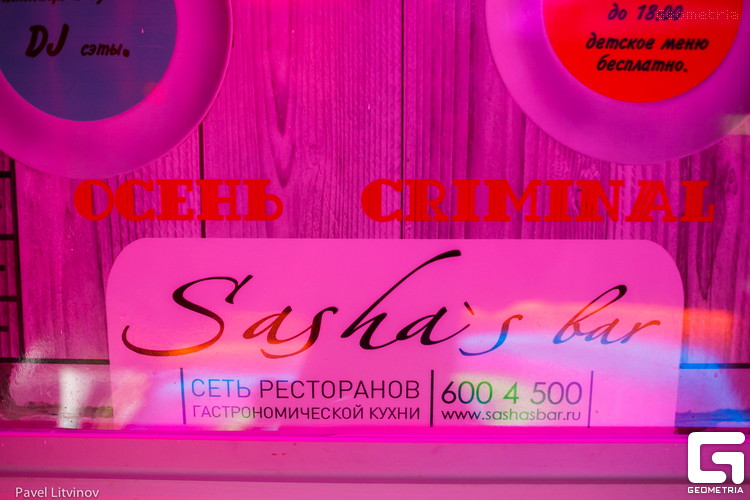 DJ сэты.
до 18:00
Geometria
детское меню
бесплатно.
ОСЕНЬ CRIMINAL
Sasha`s bar
СЕТЬ РЕСТОРАНОВ
ГАСТРОНОМИЧЕСКОЙ КУХНИ
600 4 500
www.sashasbar.ru
Pavel Litvinov
GEOMETRIA